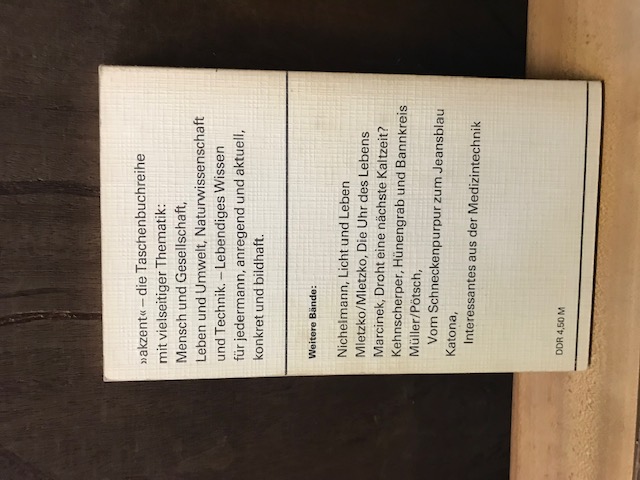 »akzent« – die Taschenbuchreihe
mit vielseitiger Thematik:
Mensch und Gesellschaft,
Leben und Umwelt, Naturwissenschaft
und Technik. – Lebendiges Wissen
für jedermann, anregend und aktuell,
konkret und bildhaft.
Weitere Bände:
Nichelmann, Licht und Leben
Mletzko/Mletzko, Die Uhr des Lebens
Marcinek, Droht eine nächste Kaltzeit?
Kehnscherper, Hünengrab und Bannkreis
Müller/Pötsch,
Vom Schneckenpurpur zum Jeansblau
Katona,
Interessantes aus der Medizintechnik
DDR 4,50 M